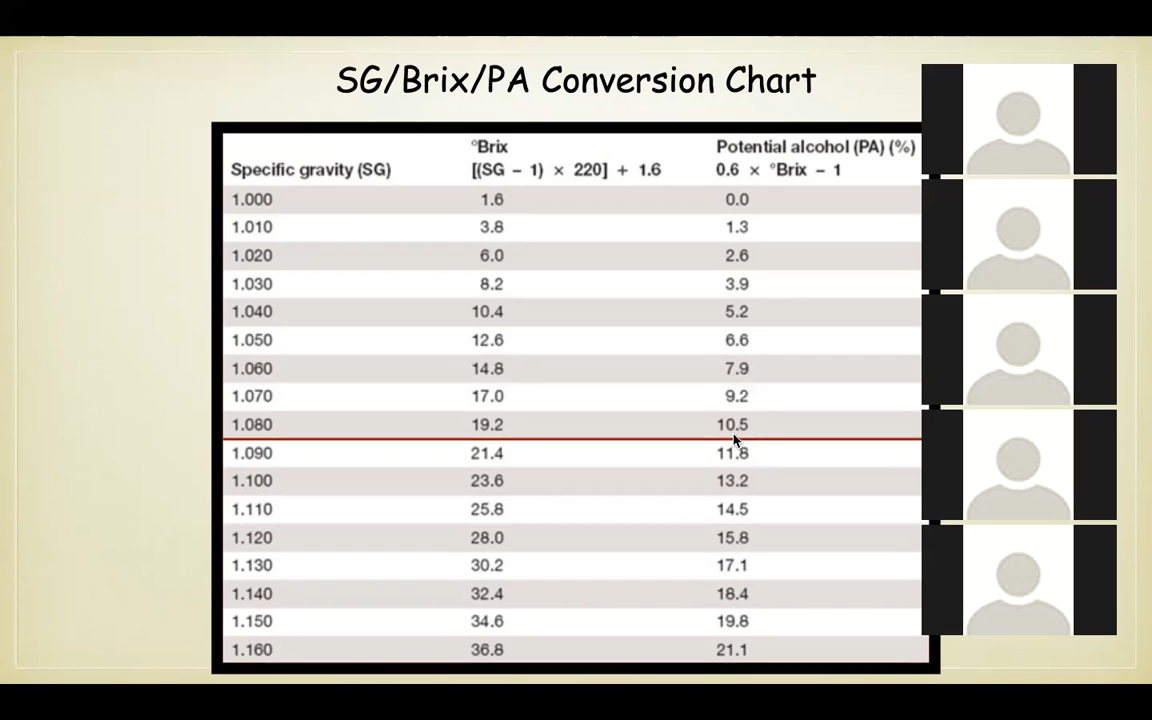 SG/Brix/PA Conversion Chart
°Brix Potential alcohol (PA) (%)
Specific gravity (SG) [(SG − 1) × 220] + 1.6 0.6 × °Brix − 1
1.000 1.6 0.0
1.010 3.8 1.3
1.020 6.0 2.6
1.030 8.2 3.9
1.040 10.4 5.2
1.050 12.6 6.6
1.060 14.8 7.9
1.070 17.0 9.2
1.080 19.2 10.5
1.090 21.4 11.8
1.100 23.6 13.2
1.110 25.8 14.5
1.120 28.0 15.8
1.130 30.2 17.1
1.140 32.4 18.4
1.150 34.6 19.8
1.160 36.8 21.1